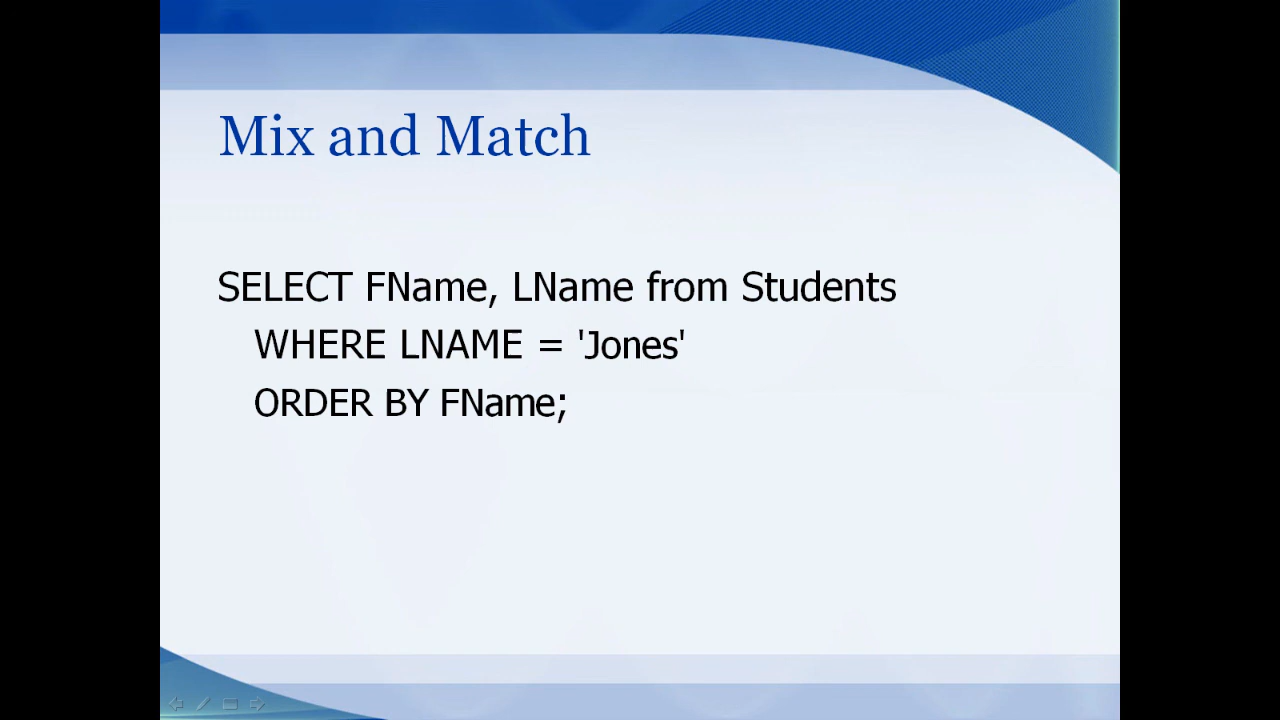 Mix and Match
SELECT FName, LName from Students
WHERE LNAME = 'Jones'
ORDER BY FName;